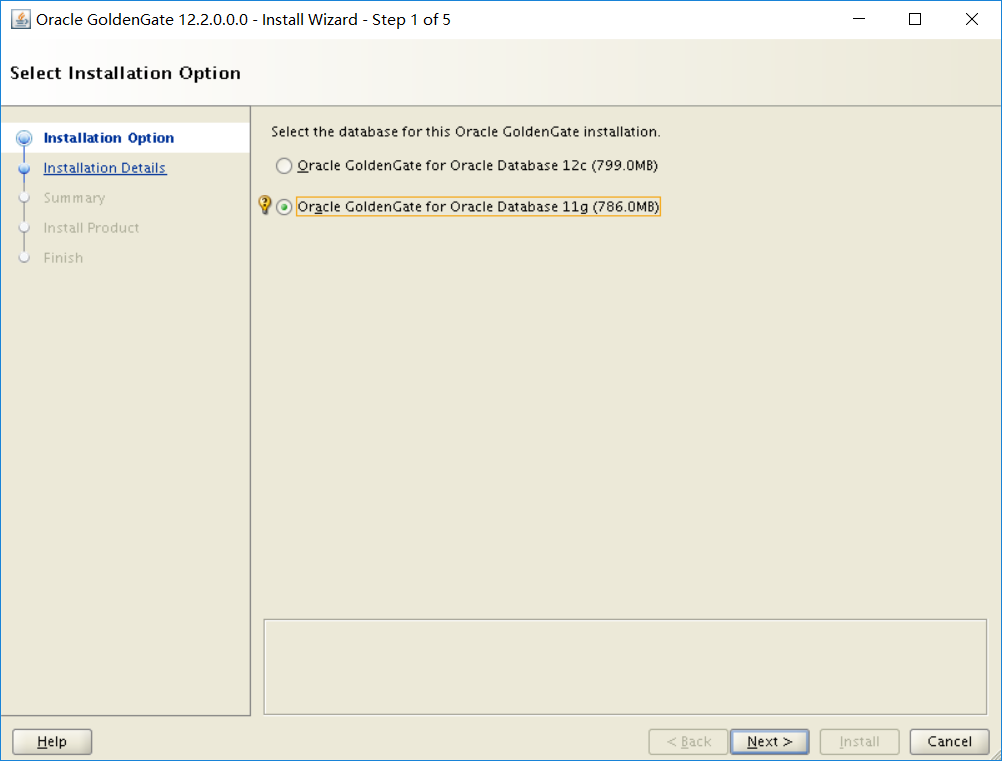 Oracle GoldenGate 12.2.0.0.0 - Install Wizard - Step 1 of 5
Select Installation Option
Installation Option
Installation Details
Summary
Install Product
Finish
Select the database for this Oracle GoldenGate installation.
Oracle GoldenGate for Oracle Database 12c (799.0MB)
Oracle GoldenGate for Oracle Database 11g (786.0MB)
Help
< Back
Next >
Install
Cancel